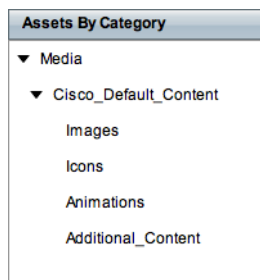 Assets By Category
Media
Cisco_Default_Content
Images
Icons
Animations
Additional_Content